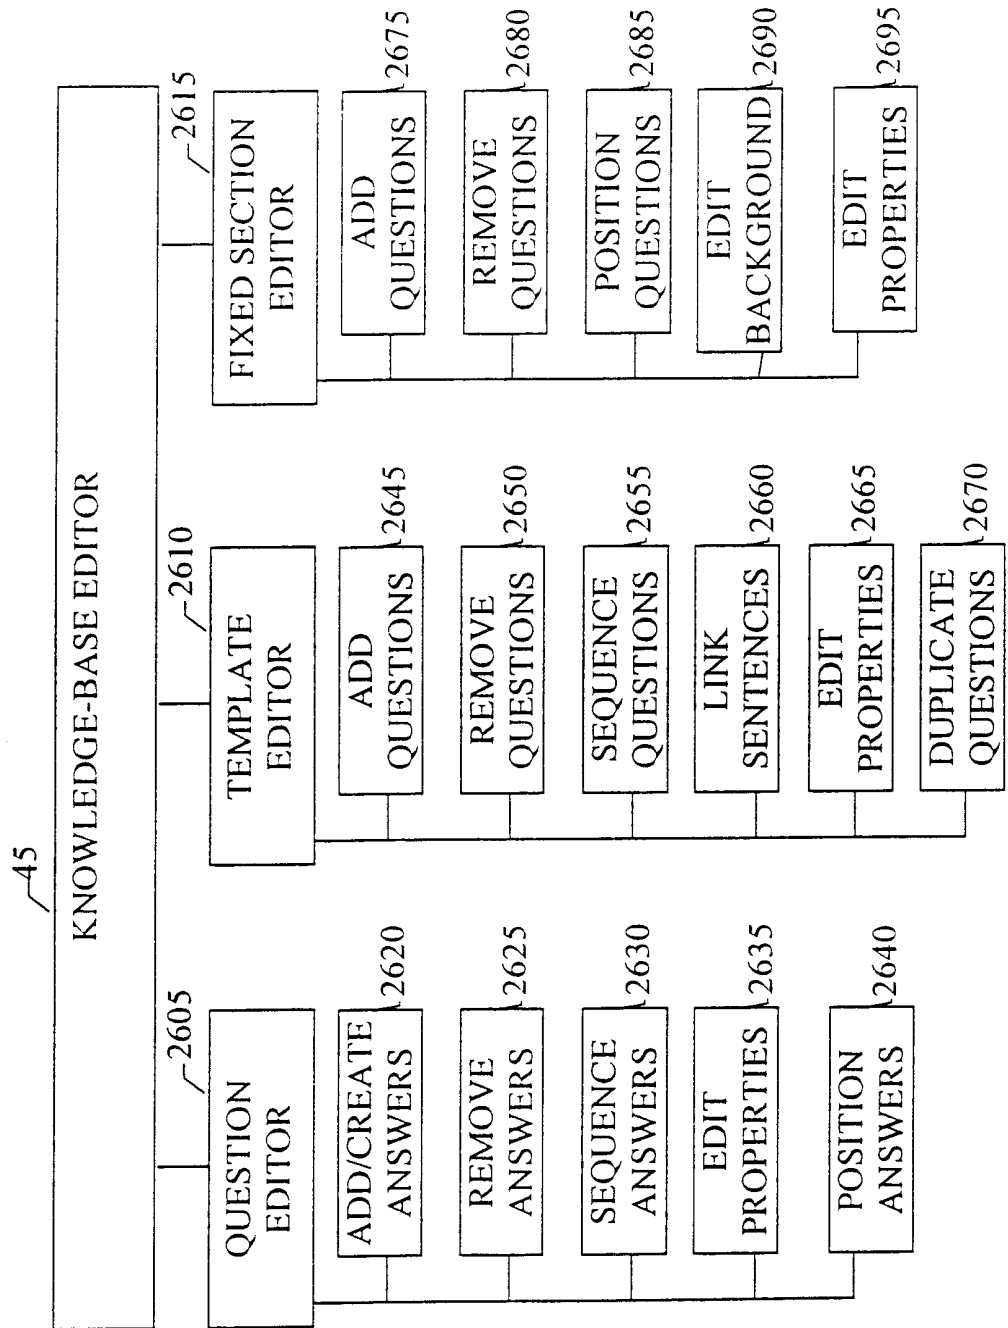 45
KNOWLEDGE-BASE EDITOR
2605
QUESTION
EDITOR
ADD/CREATE
ANSWERS
2620
REMOVE
ANSWERS
2625
SEQUENCE
ANSWERS
2630
EDIT
PROPERTIES
2635
POSITION
ANSWERS
2640
2610
TEMPLATE
EDITOR
ADD
QUESTIONS
2645
REMOVE
QUESTIONS
2650
SEQUENCE
QUESTIONS
2655
LINK
SENTENCES
2660
EDIT
PROPERTIES
2665
DUPLICATE
QUESTIONS
2670
2615
FIXED SECTION
EDITOR
ADD
QUESTIONS
2675
REMOVE
QUESTIONS
2680
POSITION
QUESTIONS
2685
EDIT
BACKGROUND
2690
EDIT
PROPERTIES
2695